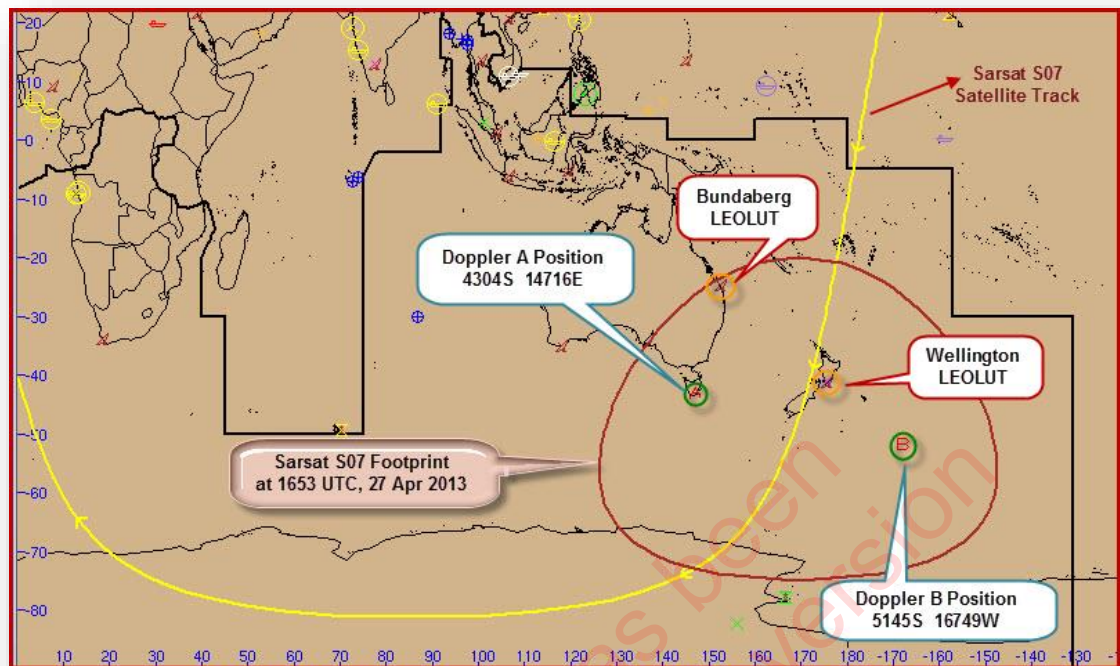 20
10
0
-10
-20
-30
-40
-50
-60
-70
-80
Sarsat S07
Satellite Track
Bundaberg
LEOLUT
Doppler A Position
4304S 14716E
Wellington
LEOLUT
B
Sarsat S07 Footprint
at 1653 UTC, 27 Apr 2013
Doppler B Position
5145S 16749W
s been
version
10 20 30 40 50 60 70 80 90 100 110 120 130 140 150 160 170 180 -170 -160 -150 -140 -130